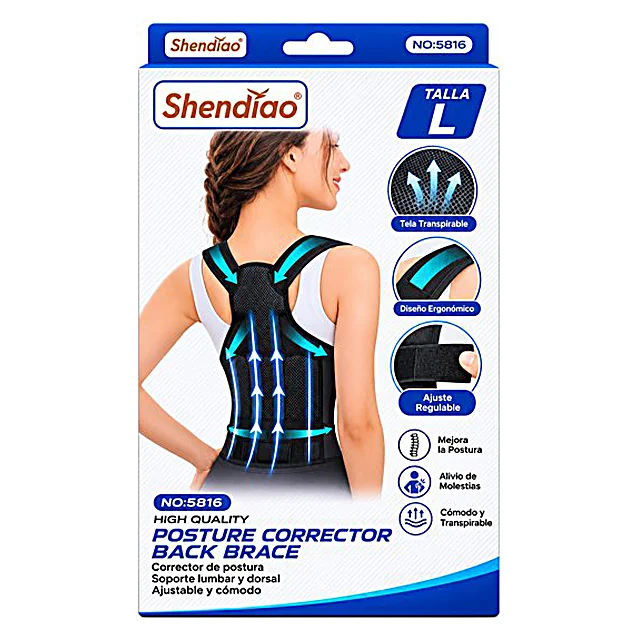 Shendiao®
NO:5816
Shendiao®
TALLA
L
Tela Transpirable
Diseño Ergonómico
Ajuste
Regulable
Mejora
la Postura
Alivio de
Molestias
Cómodo y
Transpirable
NO:5816
HIGH QUALITY
POSTURE CORRECTOR
BACK BRACE
Corrector de postura
Soporte lumbar y dorsal
Ajustable y cómodo